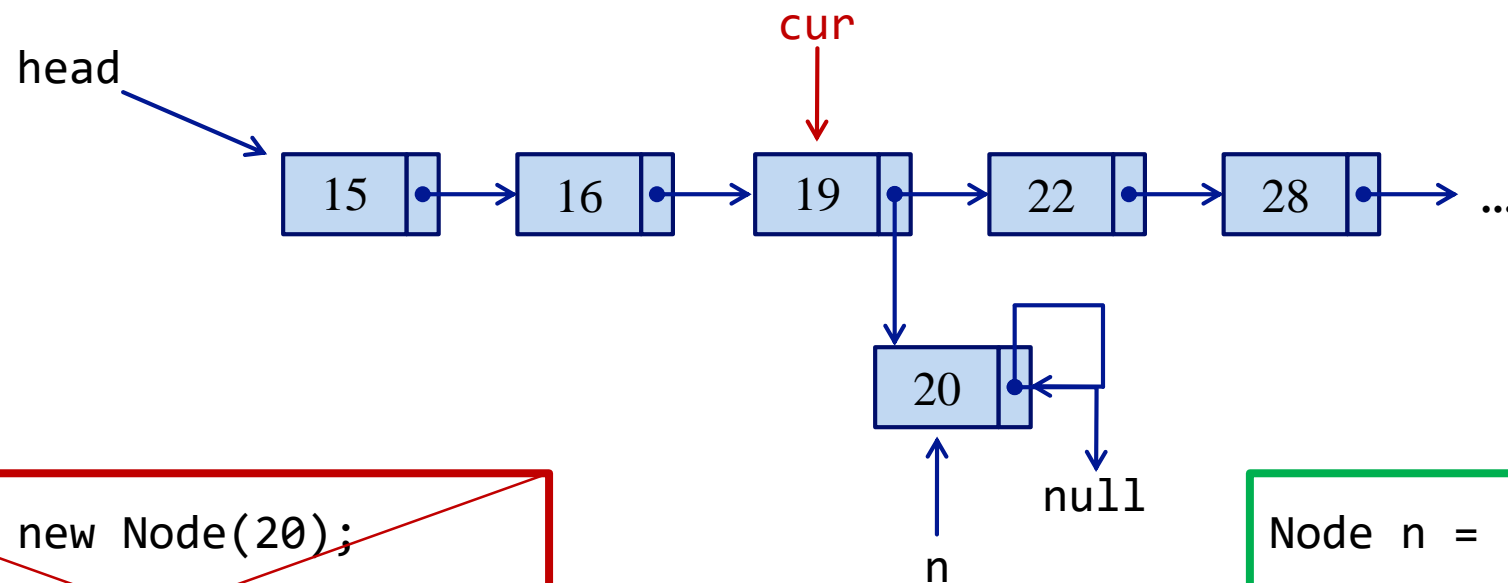 cur
head
15 16 19 22 28 ...
20
null
new Node(20);
Node n =
n